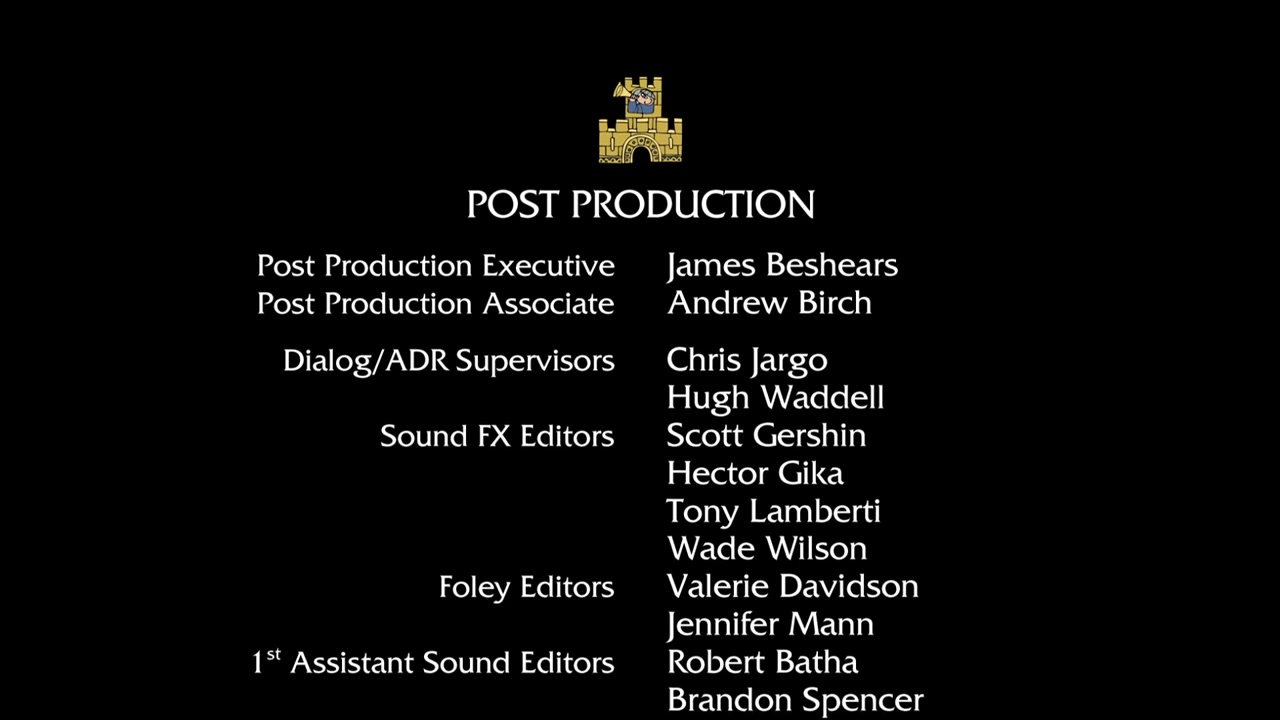 POST PRODUCTION
Post Production Executive James Beshears
Post Production Associate Andrew Birch
Dialog/ADR Supervisors Chris Jargo
Hugh Waddell
Sound FX Editors Scott Gershin
Hector Gika
Tony Lamberti
Wade Wilson
Foley Editors Valerie Davidson
Jennifer Mann
1st Assistant Sound Editors Robert Batha
Brandon Spencer